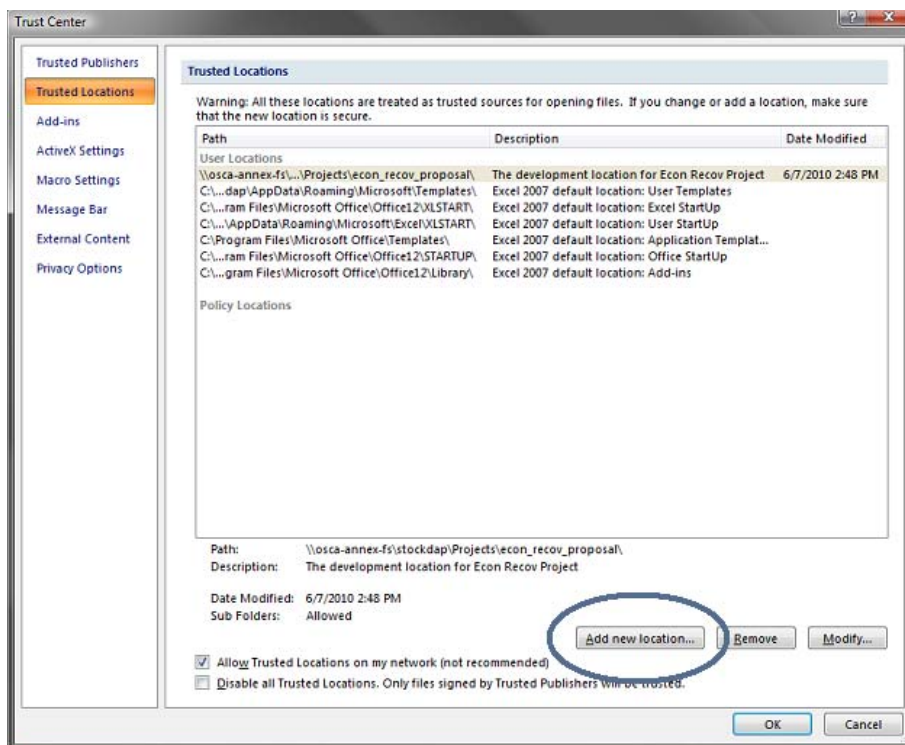 Trust Center
Trusted Publishers
Trusted Locations
Add-ins
ActiveX Settings
Macro Settings
Message Bar
External Content
Privacy Options
Trusted Locations
Warning: All these locations are treated as trusted sources for opening files. If you change or add a location, make sure
that the new location is secure.
Path Description Date Modified
User Locations
\\osca-annex-fs\...\Projects\econ_recov_proposal\ The development location for Econ Recov Project 6/7/2010 2:48 PM
C:\...dap\AppData\Roaming\Microsoft\Templates\ Excel 2007 default location: User Templates
C:\...ram Files\Microsoft Office\Office12\XLSTART\ Excel 2007 default location: Excel StartUp
C:\...\AppData\Roaming\Microsoft\Excel\XLSTART\ Excel 2007 default location: User StartUp
C:\Program Files\Microsoft Office\Templates\ Excel 2007 default location: Application Templat...
C:\...ram Files\Microsoft Office\Office12\STARTUP\ Excel 2007 default location: Office StartUp
C:\...gram Files\Microsoft Office\Office12\Library\ Excel 2007 default location: Add-ins
Policy Locations
Path: \\osca-annex-fs\stockdap\Projects\econ_recov_proposal\
Description: The development location for Econ Recov Project
Date Modified: 6/7/2010 2:48 PM
Sub Folders: Allowed
Add new location... Remove Modify...
Allow Trusted Locations on my network (not recommended)
Disable all Trusted Locations. Only files signed by Trusted Publishers will be trusted.
OK Cancel